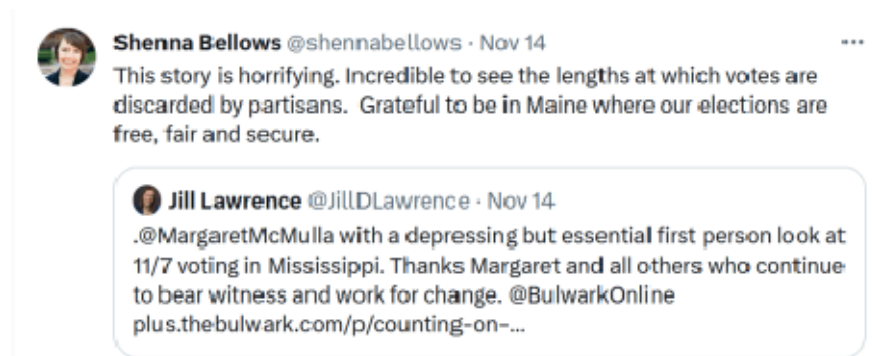 Shenna Bellows @shennabellows · Nov 14 ...
This story is horrifying. Incredible to see the lengths at which votes are
discarded by partisans. Grateful to be in Maine where our elections are
free, fair and secure.
Jill Lawrence @JillDLawrence · Nov 14
.@MargaretMcMulla with a depressing but essential first person look at
11/7 voting in Mississippi. Thanks Margaret and all others who continue
to bear witness and work for change. @BulwarkOnline
plus.thebulwark.com/p/counting-on-...